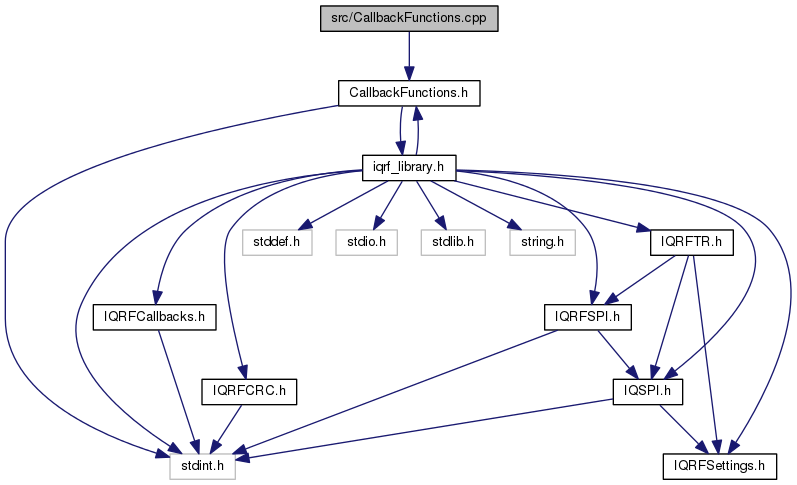 src/CallbackFunctions.cpp
CallbackFunctions.h
iqrf_library.h
stddef.h
stdio.h
stdlib.h
string.h
IQRFTR.h
IQRFCallbacks.h
IQRFSPI.h
IQRFCRC.h
IQSPI.h
stdint.h
IQRFSettings.h